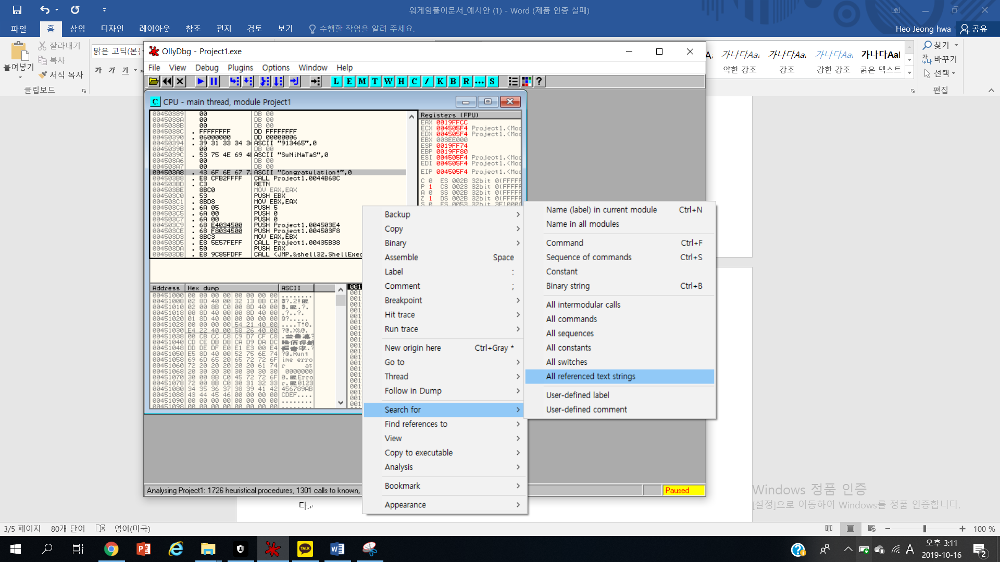 워게임풀이문서_예시안 (1) - Word (제품 인증 실패)
파일 홈 삽입 디자인 레이아웃 참조 편지 검토 보기 수행할 작업을 알려 주세요. Heo Jeong hwa 공유
붙여넣기
잘라내기
복사
서식 복사
클립보드
맑은 고딕(본문
가 가 가
가나다AaI 가나다AaI 가나다AaI 가나다AaI
약한 강조 강조 강한 강조 굵은 텍스트
찾기
바꾸기
선택
편집
OllyDbg - Project1.exe
File View Debug Plugins Options Window Help
L E M T W H C / K B R ... S ?
C CPU - main thread, module Project1
00450389 00 DB 00
0045038A 00 DB 00
0045038B 00 DB 00
0045038C . FFFFFFFF DD FFFFFFFF
00450390 . 06000000 DD 00000006
00450394 . 39 31 33 34 3 ASCII "913465",0
0045039B 00 DB 00
0045039C . 53 75 4E 69 4 ASCII "SuNiNaTaS",0
004503A6 00 DB 00
004503A7 00 DB 00
004503A8 . 43 6F 6E 67 7 ASCII "Congratulation!",0
004503B8 . E8 CFB2FFFF CALL Project1.0044B68C
004503BD . C3 RETN
004503BE 8BC0 MOV EAX,EAX
004503C0 . 53 PUSH EBX
004503C1 . 8BD8 MOV EBX,EAX
004503C3 . 6A 05 PUSH 5
004503C5 . 6A 00 PUSH 0
004503C7 . 6A 00 PUSH 0
004503C9 . 68 E4034500 PUSH Project1.004503E4
004503CE . 68 F8034500 PUSH Project1.004503F8
004503D3 . 8BC3 MOV EAX,EBX
004503D5 . E8 5E57FEFF CALL Project1.00435B38
004503DA . 50 PUSH EAX
004503DB . E8 9C85FDFF CALL <JMP.&shell32.ShellExec
Registers (FPU)
EAX 0019FFCC
ECX 004505F4 Project1.<Mod
EDX 004505F4 Project1.<Mod
EBX 003EE000
ESP 0019FF74
EBP 0019FF80
ESI 004505F4 Project1.<Mod
EDI 004505F4 Project1.<Mod
EIP 004505F4 Project1.<Mod
C 0 ES 002B 32bit 0(FFFFF
P 1 CS 0023 32bit 0(FFFFF
A 0 SS 002B 32bit 0(FFFFF
Z 1 DS 002B 32bit 0(FFFFF
S 0 FS 0053 32bit 3F1000(
Address Hex dump ASCII
00451000 00 00 00 00 00 00 00 00 ........
00451008 02 8D 40 00 32 13 8B C0
00451010 02 00 8B C0 00 8D 40 00
00451018 00 8D 40 00 00 8D 40 00
00451020 01 8D 40 00 00 00 00 00
00451028 00 00 00 00 54 21 40 00 ....T!@.
00451030 E4 22 40 00 58 26 40 00 ?@.X&@.
00451038 00 CB CC C8 C9 D7 CF C8
00451040 CD CE DB D8 CA D9 DA DC
00451048 DD DE DF E0 E1 E3 00 E4
00451050 E5 8D 40 00 52 75 6E 74 ?@.Runt
00451058 69 6D 65 20 65 72 72 6F ime erro
00451060 72 20 20 20 20 20 61 74 r at
00451068 20 30 30 30 30 30 30 30 0000000
00451070 30 00 8B C0 45 72 72 6F
00451078 72 00 8B C0 30 31 32 33
00451080 34 35 36 37 38 39 41 42 456789AB
00451088 43 44 45 46 00 00 00 00 CDEF....
00451090 00 00 00 00 00 00 00 00 ........
00451098 00 00 00 00 00 00 00 00 ........
Backup
Copy
Binary
Assemble Space
Label :
Comment ;
Breakpoint
Hit trace
Run trace
New origin here Ctrl+Gray *
Go to
Thread
Follow in Dump
Search for
Find references to
View
Copy to executable
Analysis
Bookmark
Appearance
Name (label) in current module Ctrl+N
Name in all modules
Command Ctrl+F
Sequence of commands Ctrl+S
Constant
Binary string Ctrl+B
All intermodular calls
All commands
All sequences
All constants
All switches
All referenced text strings
User-defined label
User-defined comment
Analysing Project1: 1726 heuristical procedures, 1301 calls to known,
Paused
다.
Windows 정품 인증
[설정]으로 이동하여 Windows를 정품 인증합니다.
3/5 페이지 80개 단어 영어(미국) 100 %
TALK
A
오후 3:11
2019-10-16
2